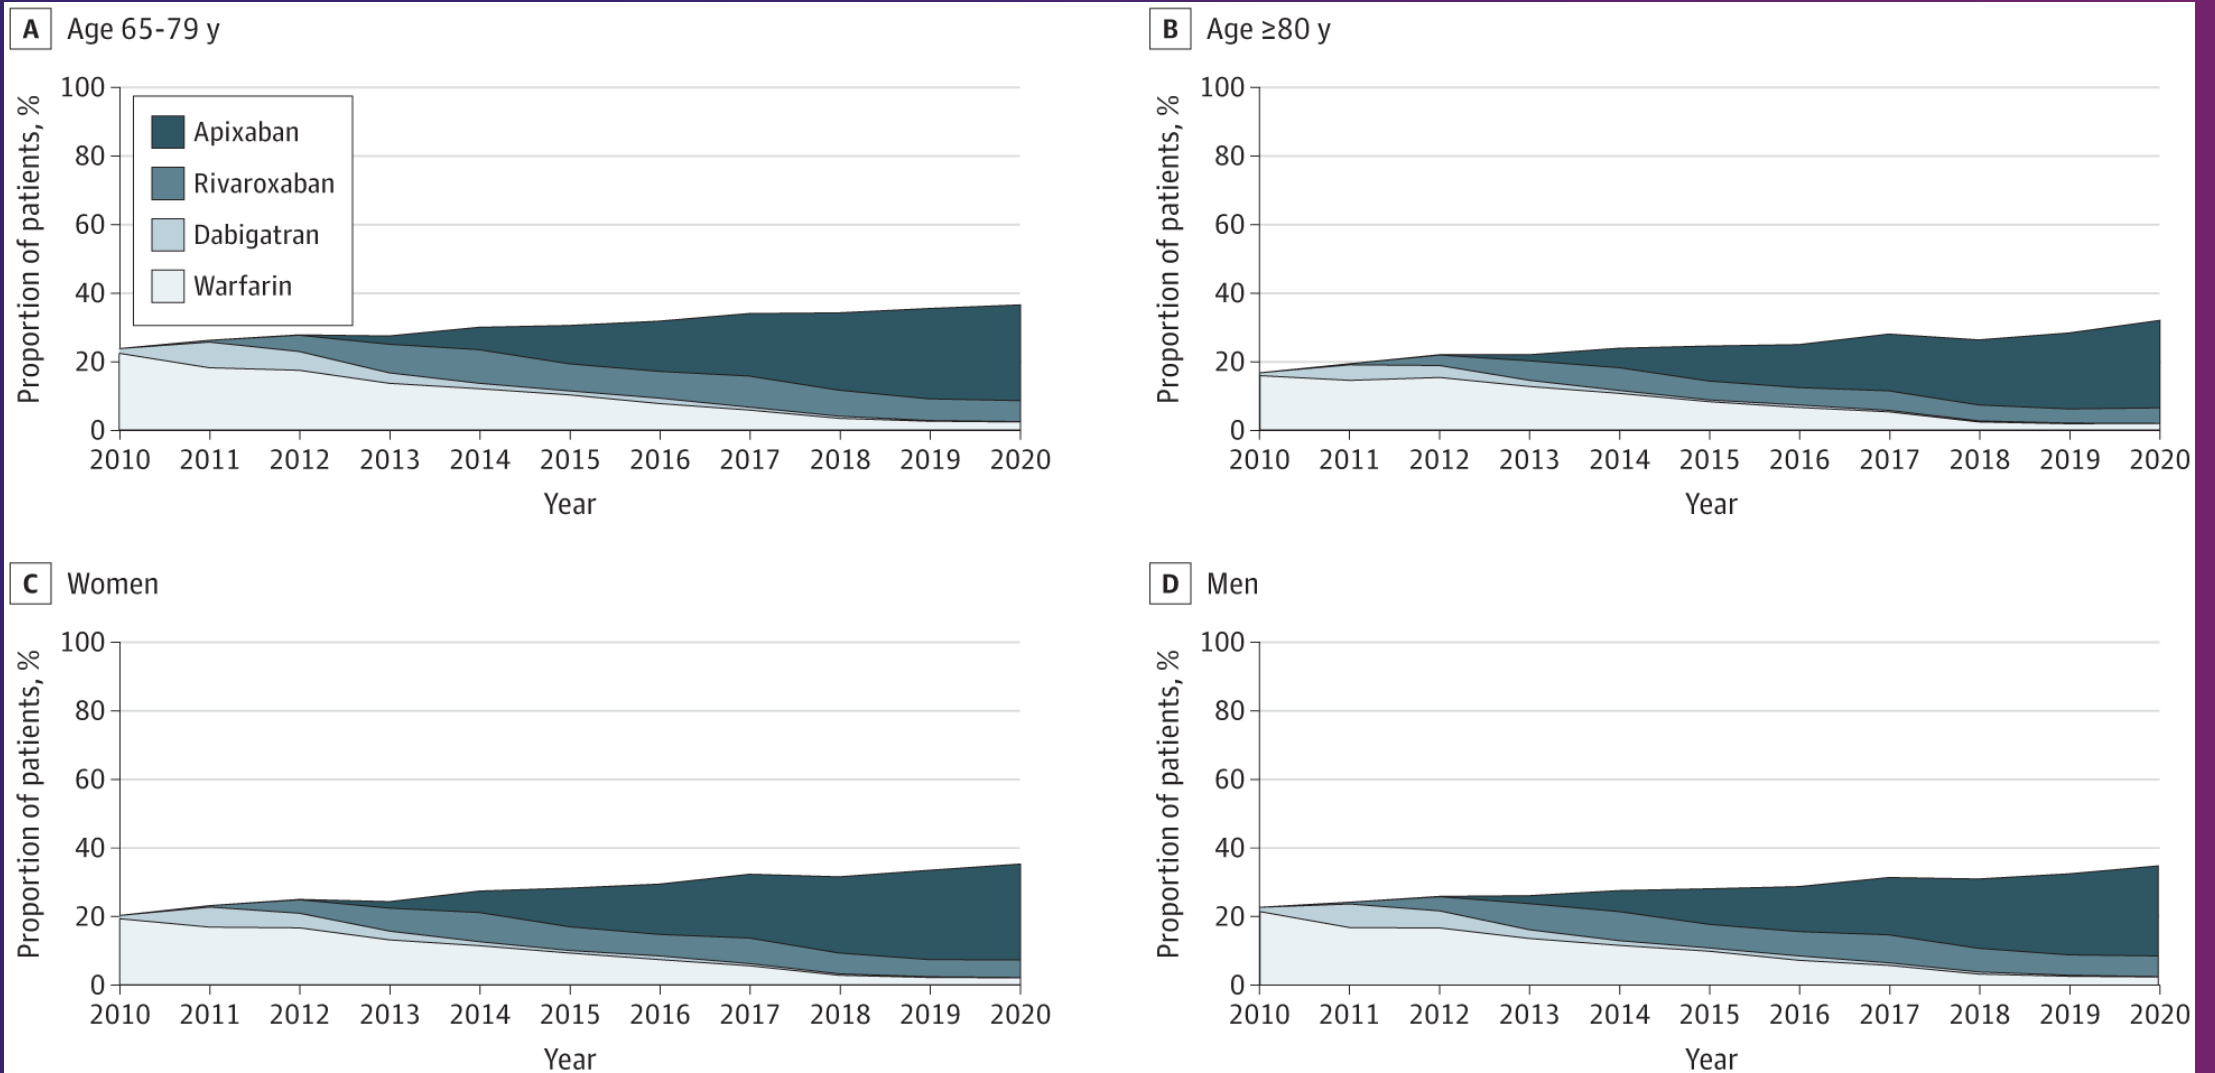 A Age 65-79 y
Proportion of patients, %
100
80
60
40
20
0
Apixaban
Rivaroxaban
Dabigatran
Warfarin
2010 2011 2012 2013 2014 2015 2016 2017 2018 2019 2020
Year
B Age ≥80 y
Proportion of patients, %
100
80
60
40
20
0
2010 2011 2012 2013 2014 2015 2016 2017 2018 2019 2020
Year
C Women
Proportion of patients, %
100
80
60
40
20
0
2010 2011 2012 2013 2014 2015 2016 2017 2018 2019 2020
Year
D Men
Proportion of patients, %
100
80
60
40
20
0
2010 2011 2012 2013 2014 2015 2016 2017 2018 2019 2020
Year